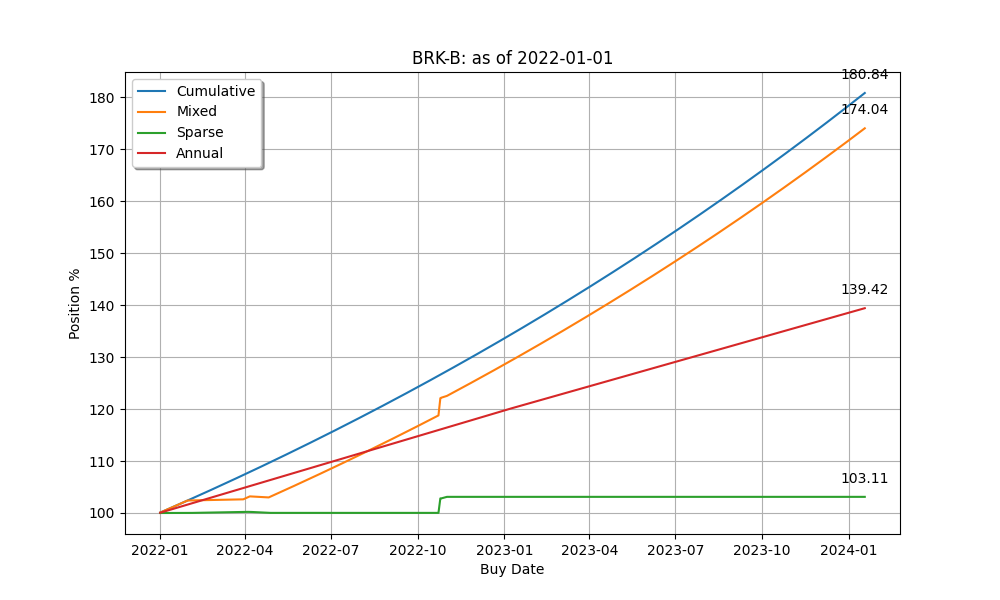 BRK-B: as of 2022-01-01
180.84
174.04
139.42
103.11
Cumulative
Mixed
Sparse
Annual
Position %
180
170
160
150
140
130
120
110
100
2022-01 2022-04 2022-07 2022-10 2023-01 2023-04 2023-07 2023-10 2024-01
Buy Date